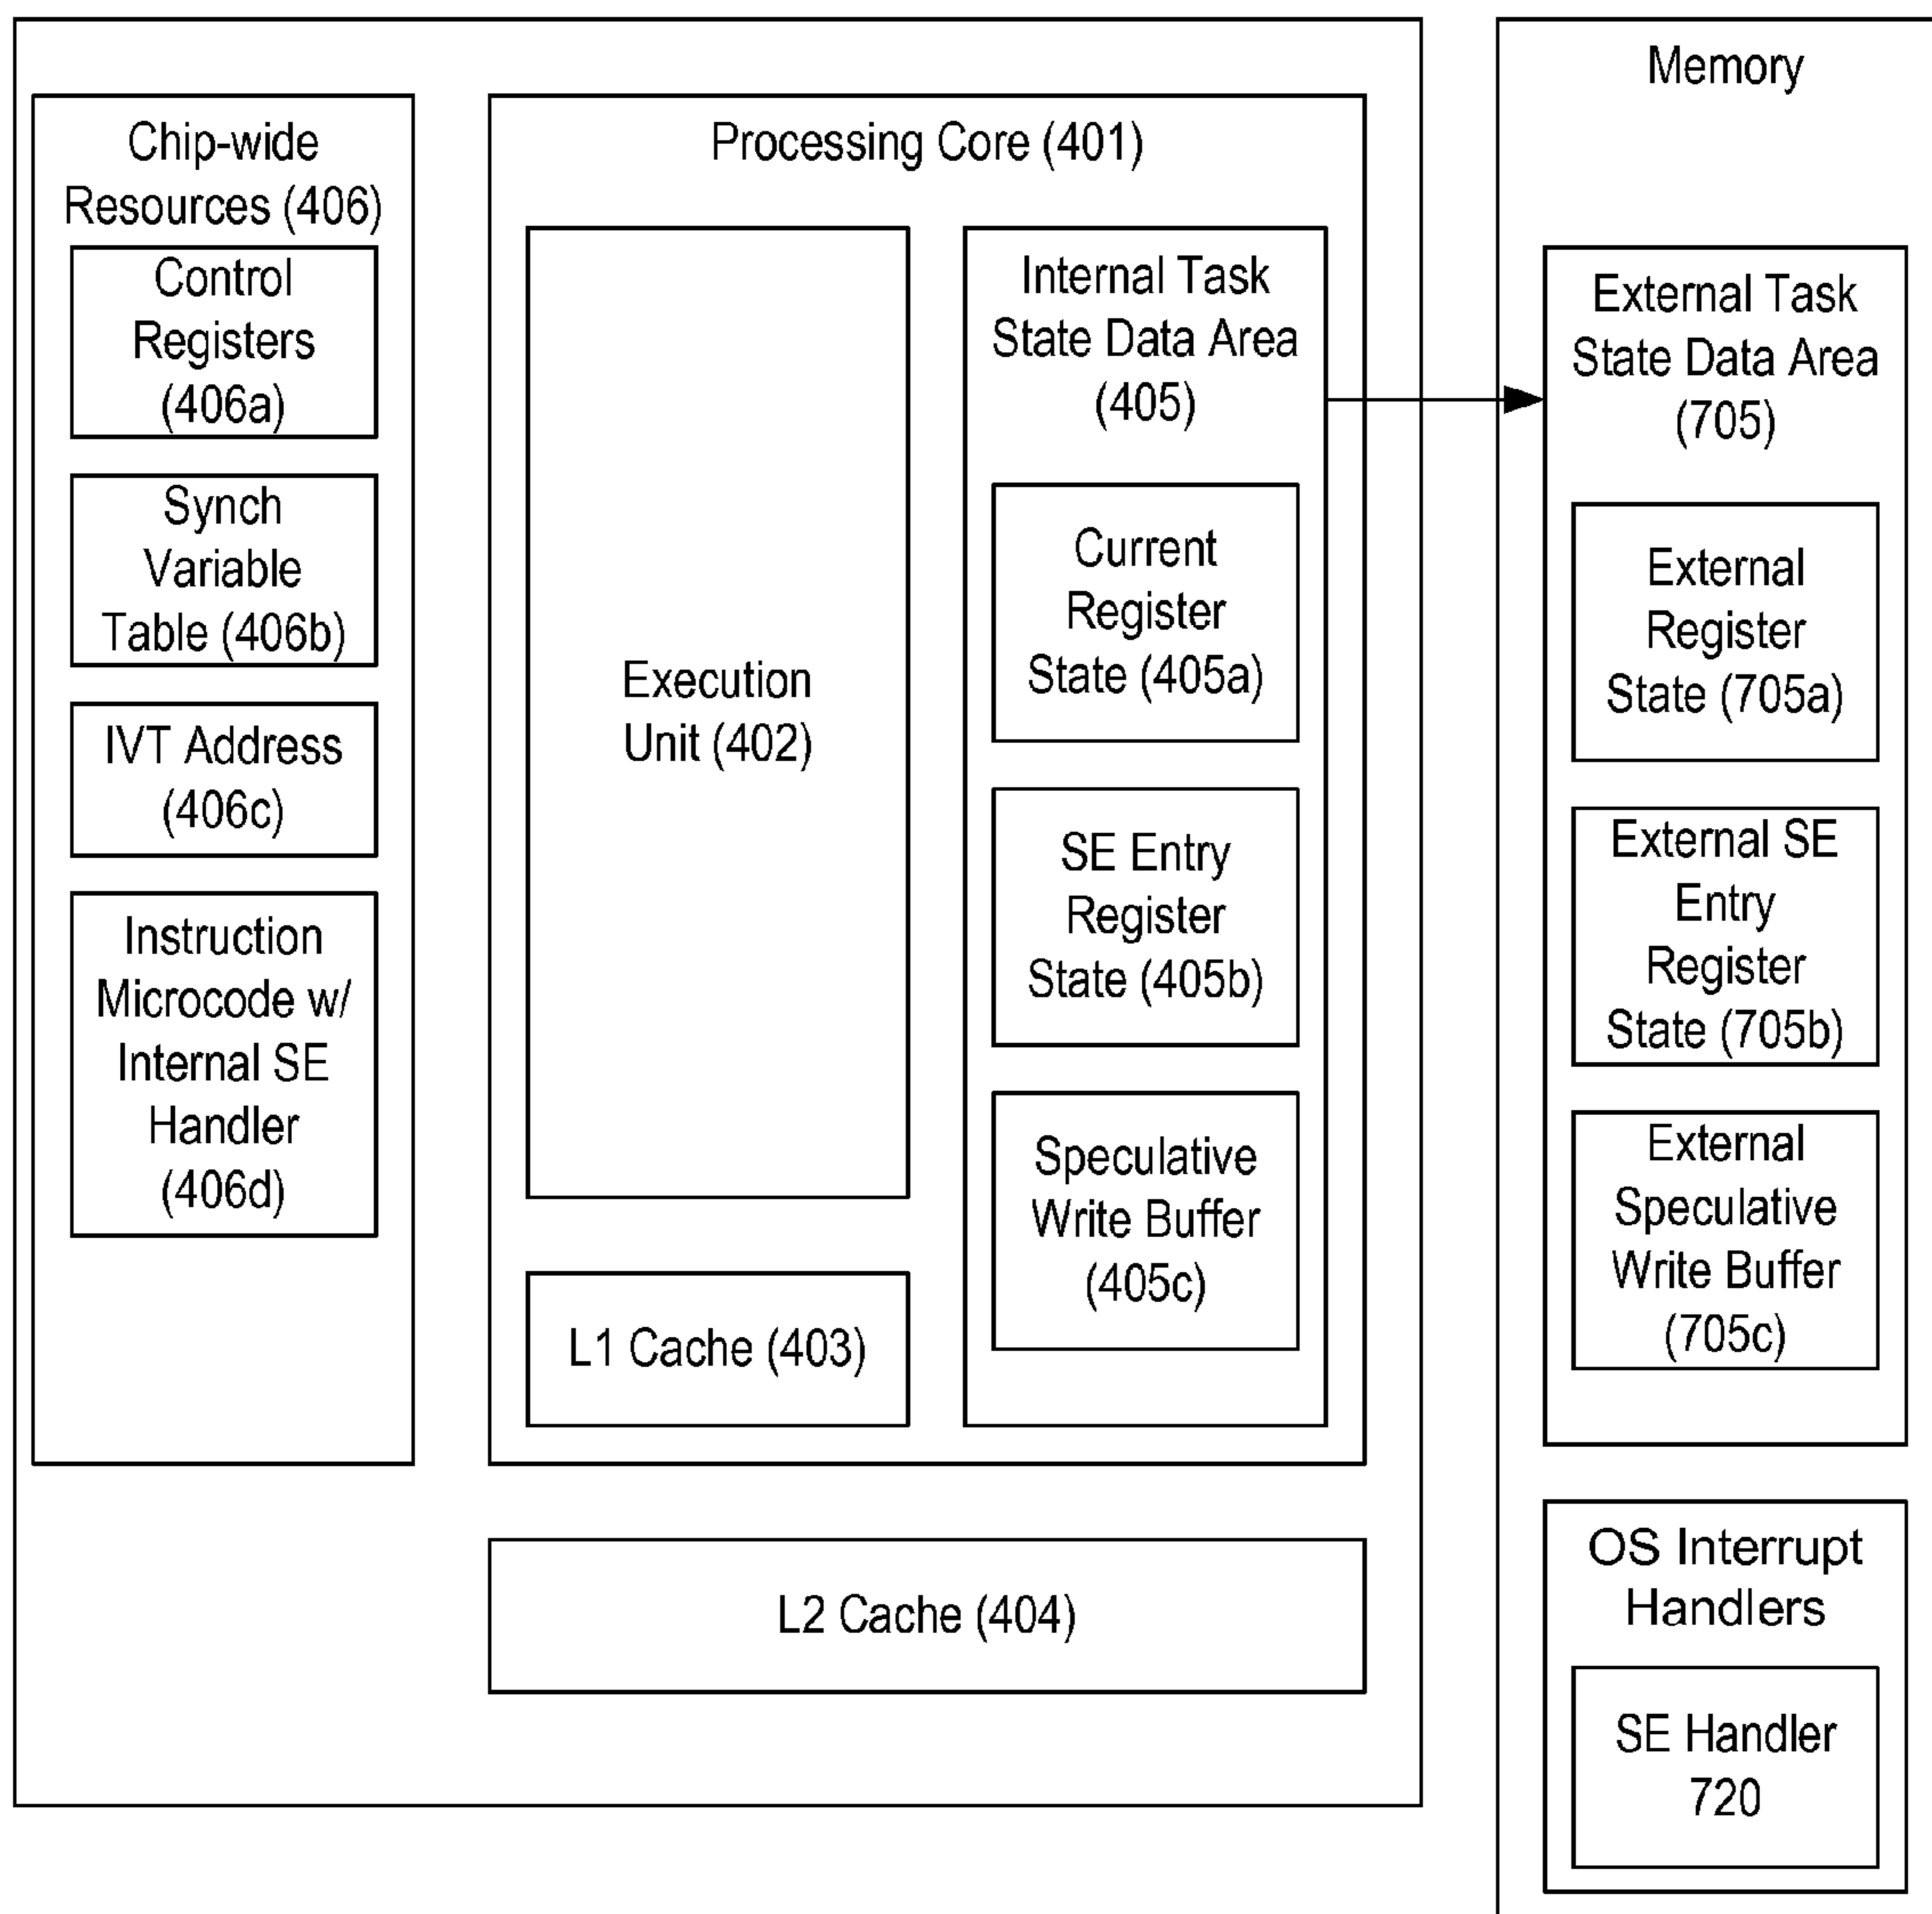 Chip-wide
Resources (406)
Control
Registers
(406a)
Synch
Variable
Table (406b)
IVT Address
(406c)
Instruction
Microcode w/
Internal SE
Handler
(406d)
Processing Core (401)
Execution
Unit (402)
L1 Cache (403)
Internal Task
State Data Area
(405)
Current
Register
State (405a)
SE Entry
Register
State (405b)
Speculative
Write Buffer
(405c)
L2 Cache (404)
Memory
External Task
State Data Area
(705)
External
Register
State (705a)
External SE
Entry
Register
State (705b)
External
Speculative
Write Buffer
(705c)
OS Interrupt
Handlers
SE Handler
720